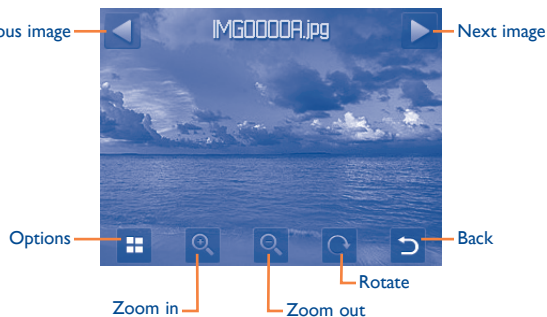 ous image
IMG0000A.jpg
Next image
Options
Back
Rotate
Zoom in
Zoom out